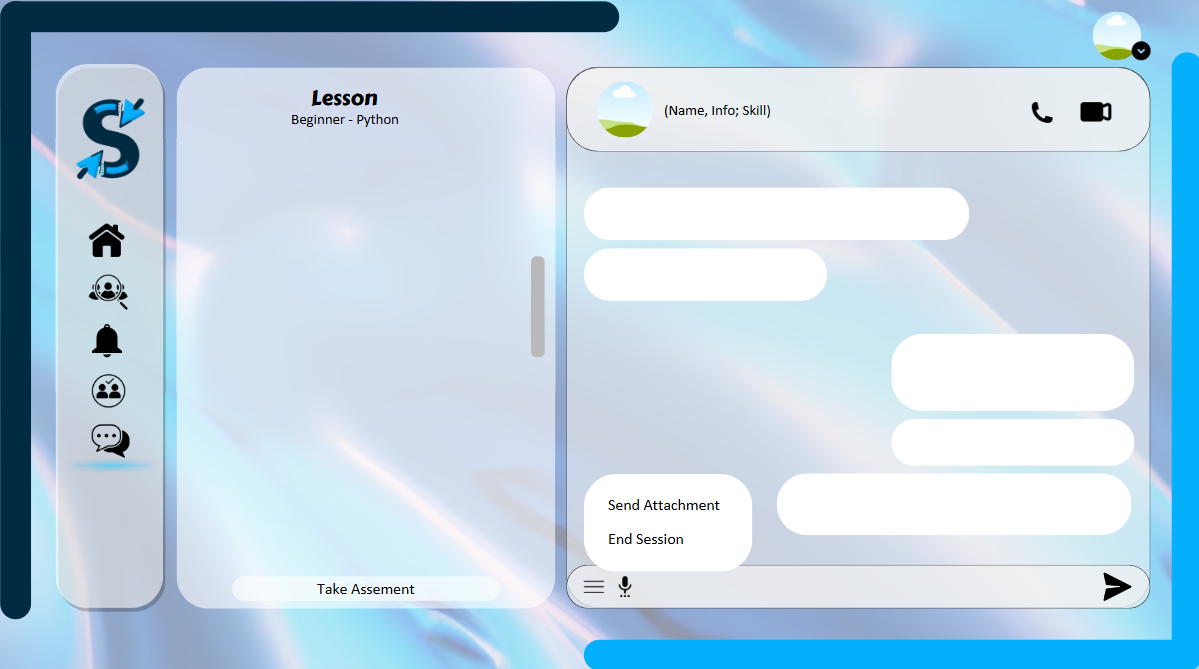 Lesson
Beginner - Python
(Name, Info; Skill)
Send Attachment
End Session
Take Assement